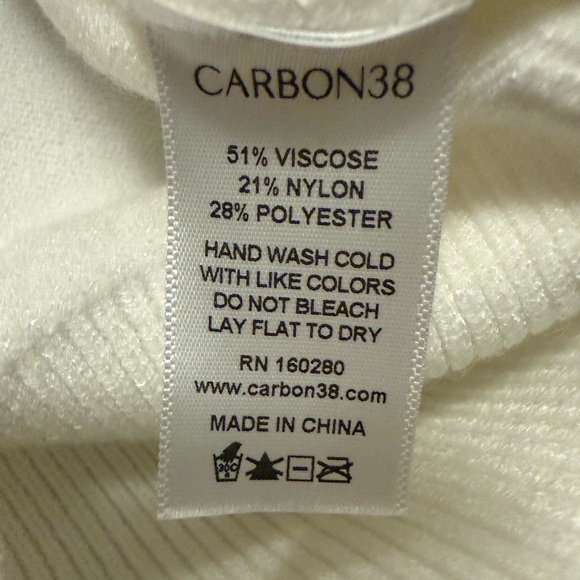 CARBON38
51% VISCOSE
21% NYLON
28% POLYESTER
HAND WASH COLD
WITH LIKE COLORS
DO NOT BLEACH
LAY FLAT TO DRY
RN 160280
www.carbon38.com
MADE IN CHINA
30C